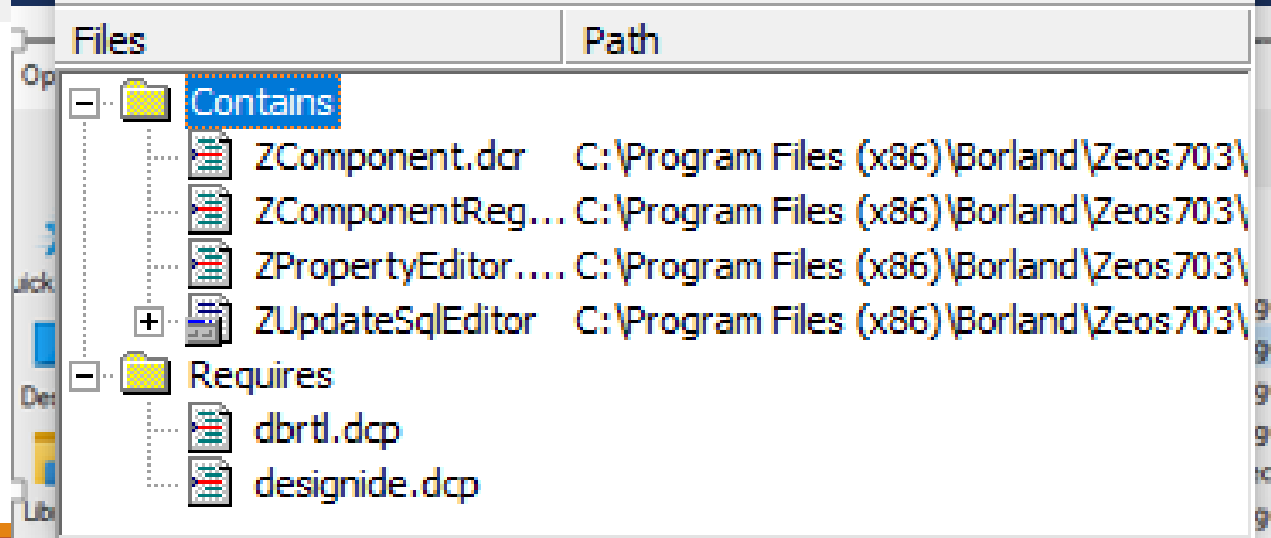 Files Path
Contains
ZComponent.dcr C:\Program Files (x86)\Borland\Zeos703\
ZComponentReg... C:\Program Files (x86)\Borland\Zeos703\
ZPropertyEditor.... C:\Program Files (x86)\Borland\Zeos703\
ZUpdateSqlEditor C:\Program Files (x86)\Borland\Zeos703\
Requires
dbrtl.dcp
designide.dcp